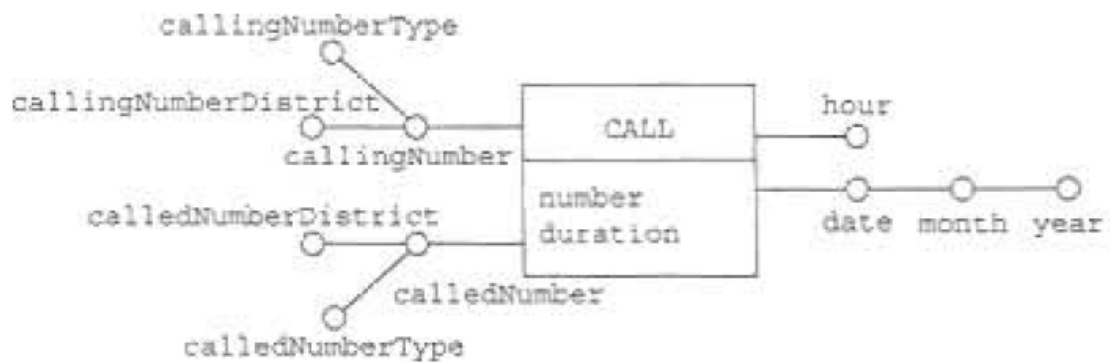 callingNumberType
callingNumberDistrict
callingNumber
CALL
hour
calledNumberDistrict
number
duration
date month year
calledNumber
calledNumberType